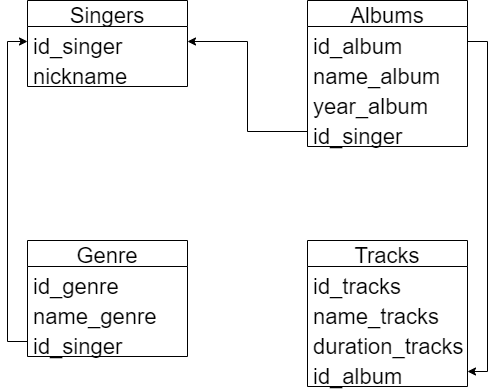 Singers
id_singer
nickname
Albums
id_album
name_album
year_album
id_singer
Genre
id_genre
name_genre
id_singer
Tracks
id_tracks
name_tracks
duration_tracks
id_album